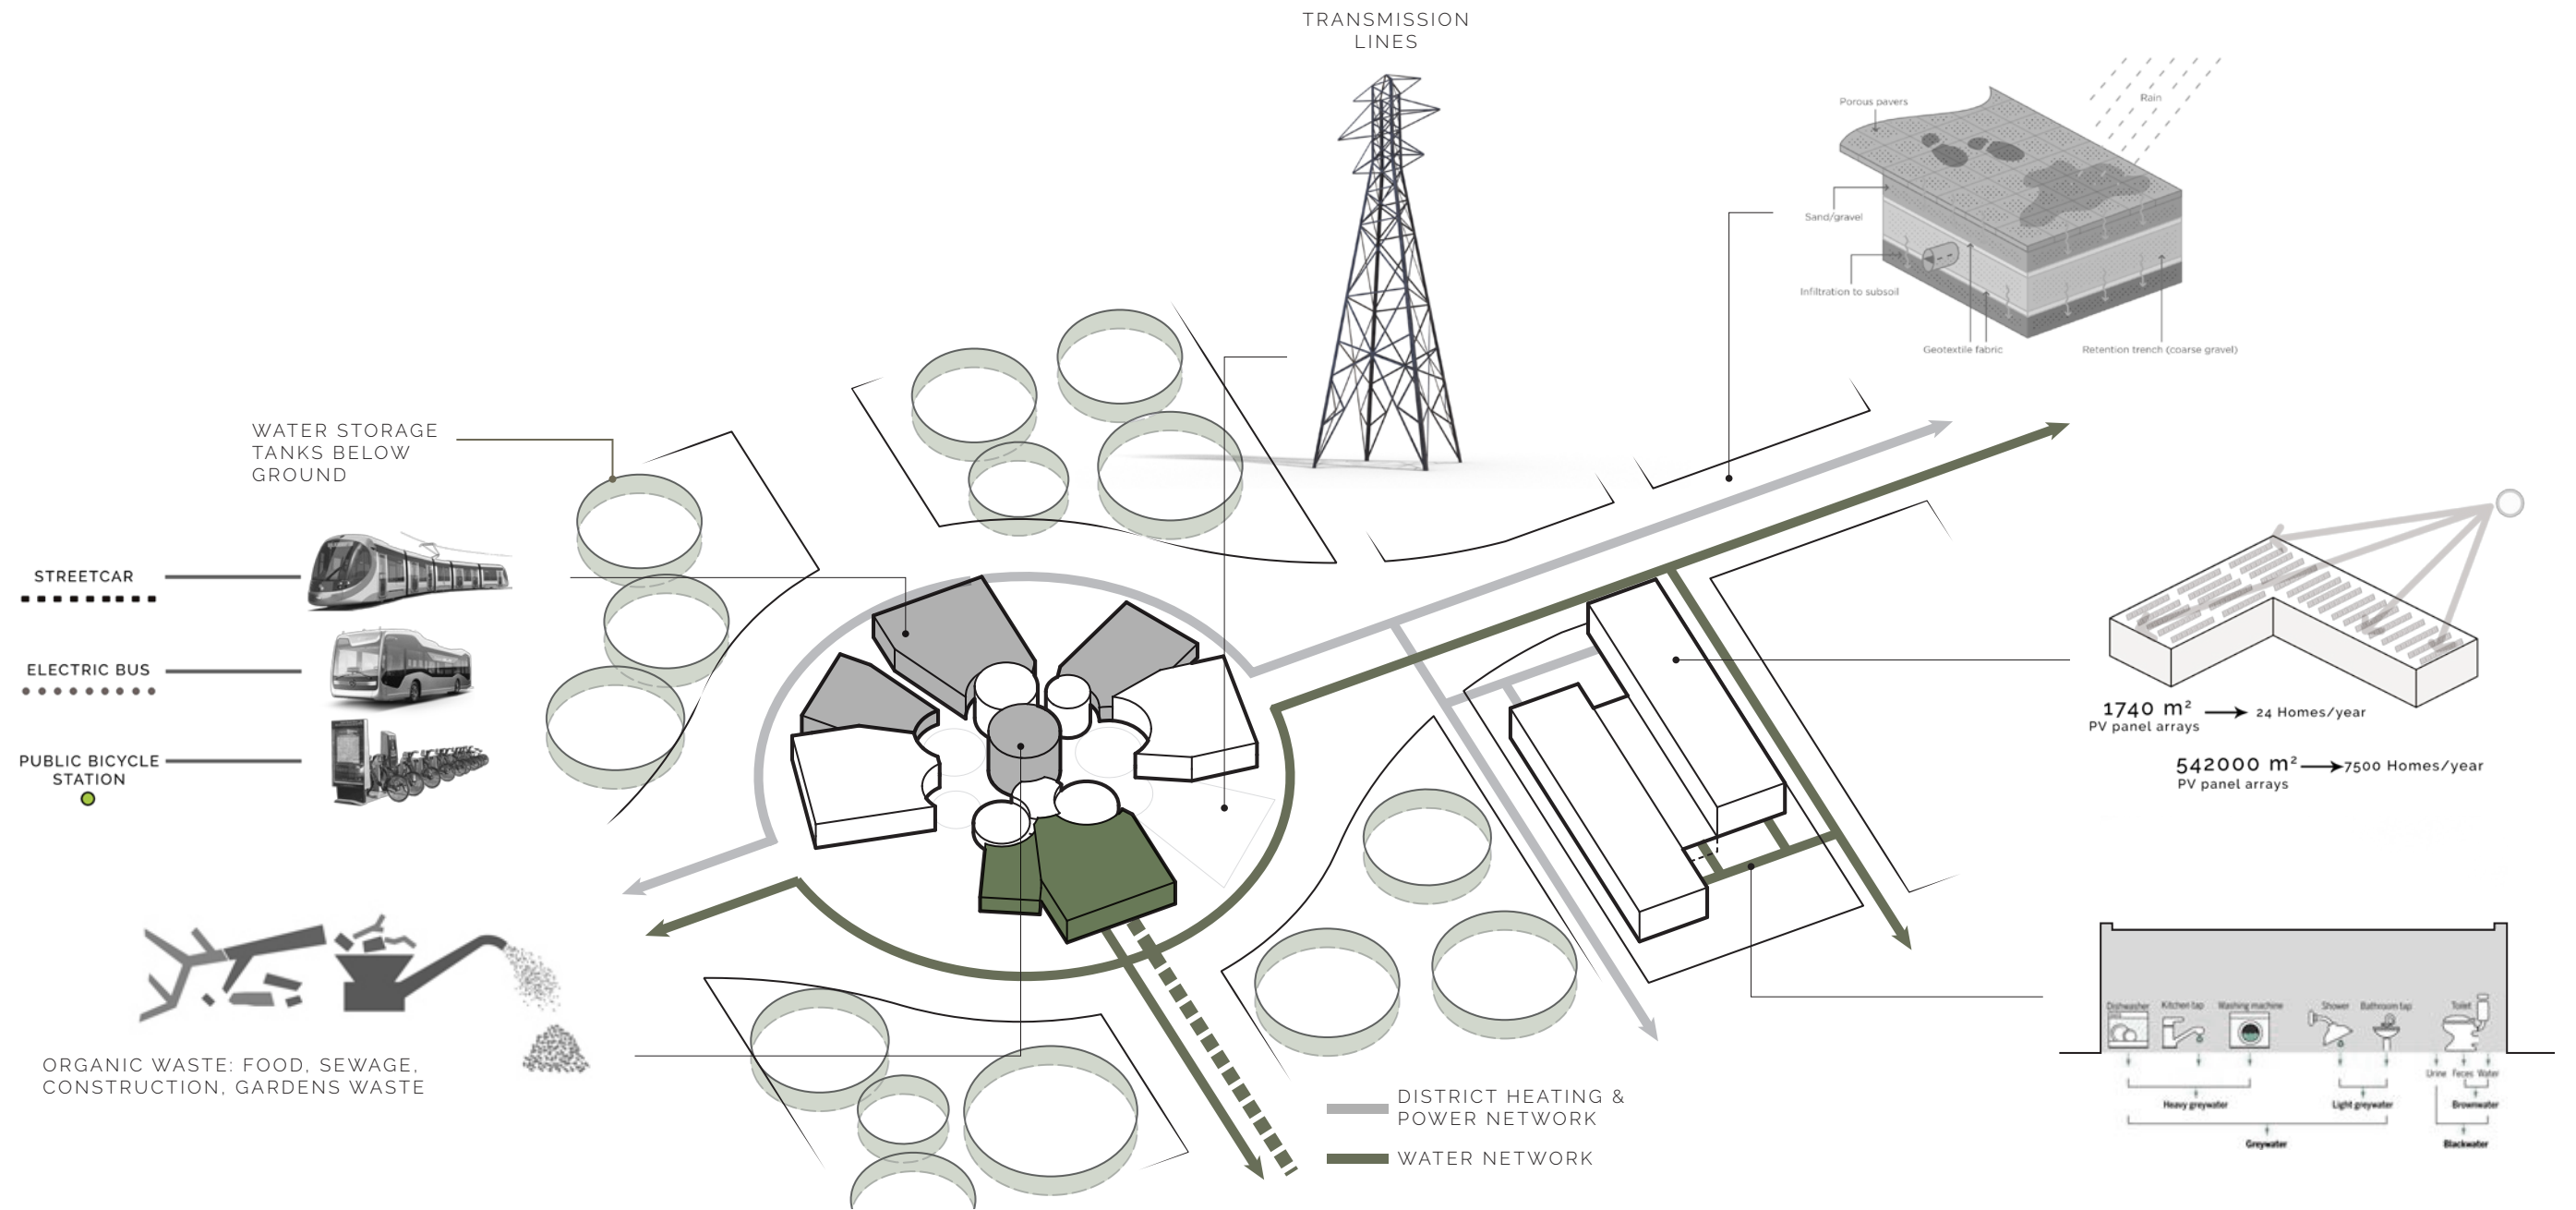 TRANSMISSION
LINES
Porous pavers
Rain
Sand/gravel
Infiltration to subsoil
Geotextile fabric
Retention trench (coarse gravel)
WATER STORAGE
TANKS BELOW
GROUND
STREETCAR
ELECTRIC BUS
PUBLIC BICYCLE
STATION
1740 m² 24 Homes/year
PV panel arrays
542000 m² 7500 Homes/year
PV panel arrays
ORGANIC WASTE: FOOD, SEWAGE,
CONSTRUCTION, GARDENS WASTE
DISTRICT HEATING &
POWER NETWORK
WATER NETWORK
Dishwasher Kitchen tap Washing machine Shower Bathroom tap Toilet
Urine Feces Water
Heavy greywater Light greywater Brownwater
Greywater Blackwater